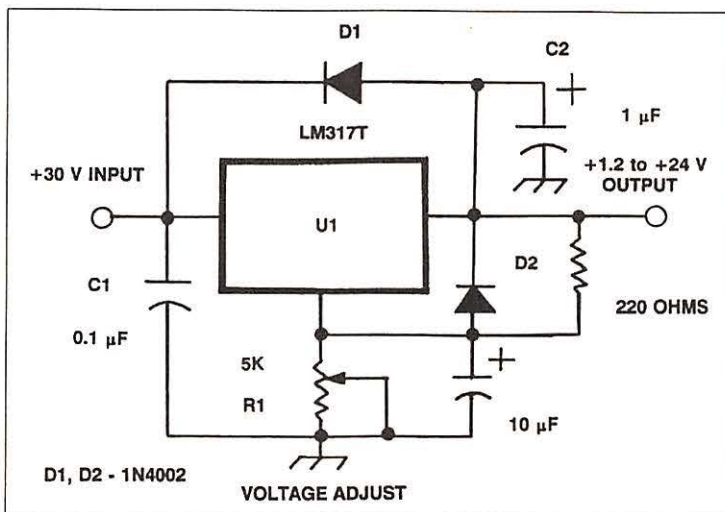 D1
C2
LM317T
1 µF
+30 V INPUT
+1.2 to +24 V
OUTPUT
U1
D2
C1
220 OHMS
0.1 µF
5K
R1
10 µF
D1, D2 - 1N4002
VOLTAGE ADJUST